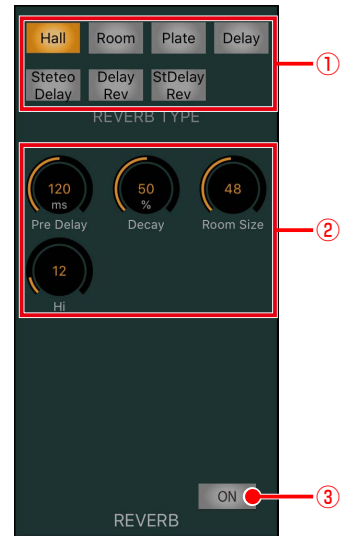 Hall Room Plate Delay
①
Steteo Delay StDelay
Delay Rev Rev
REVERB TYPE
120 50 48
ms %
②
Pre Delay Decay Room Size
12
Hi
ON
③
REVERB